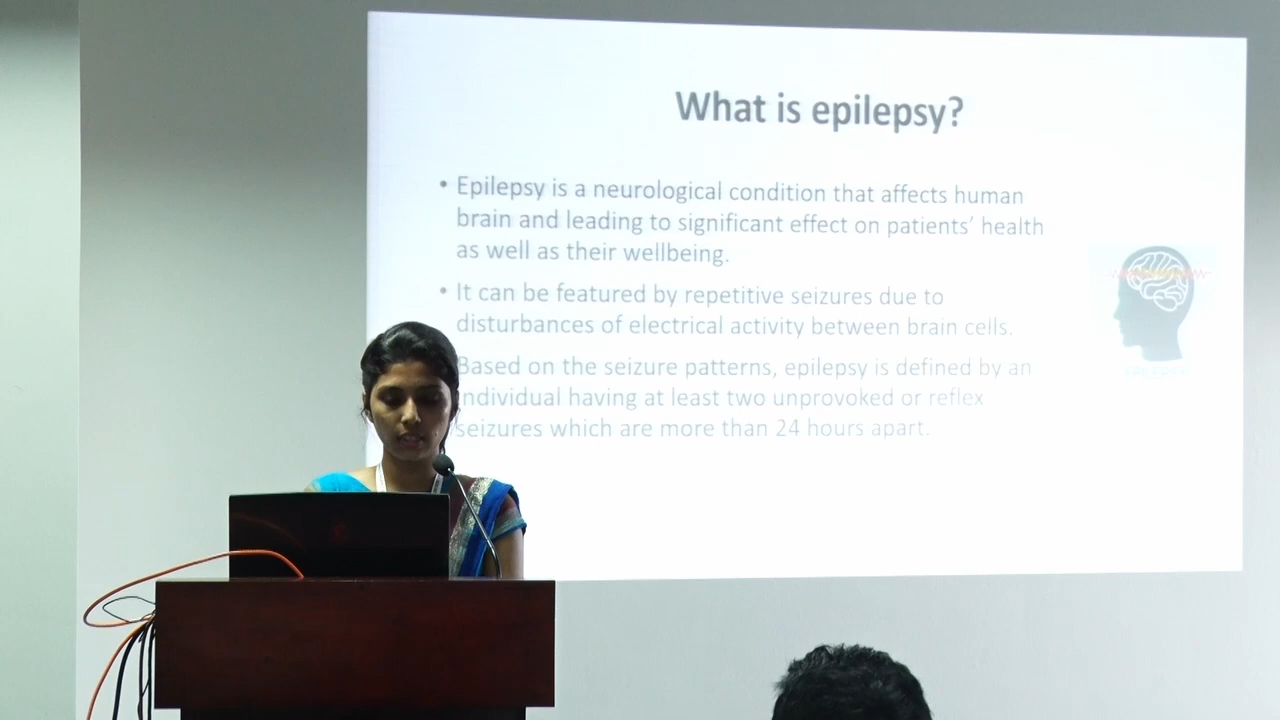 What is epilepsy?
• Epilepsy is a neurological condition that affects human
brain and leading to significant effect on patients’ health
as well as their wellbeing.
• It can be featured by repetitive seizures due to
disturbances of electrical activity between brain cells.
Based on the seizure patterns, epilepsy is defined by an
individual having at least two unprovoked or reflex
seizures which are more than 24 hours apart.